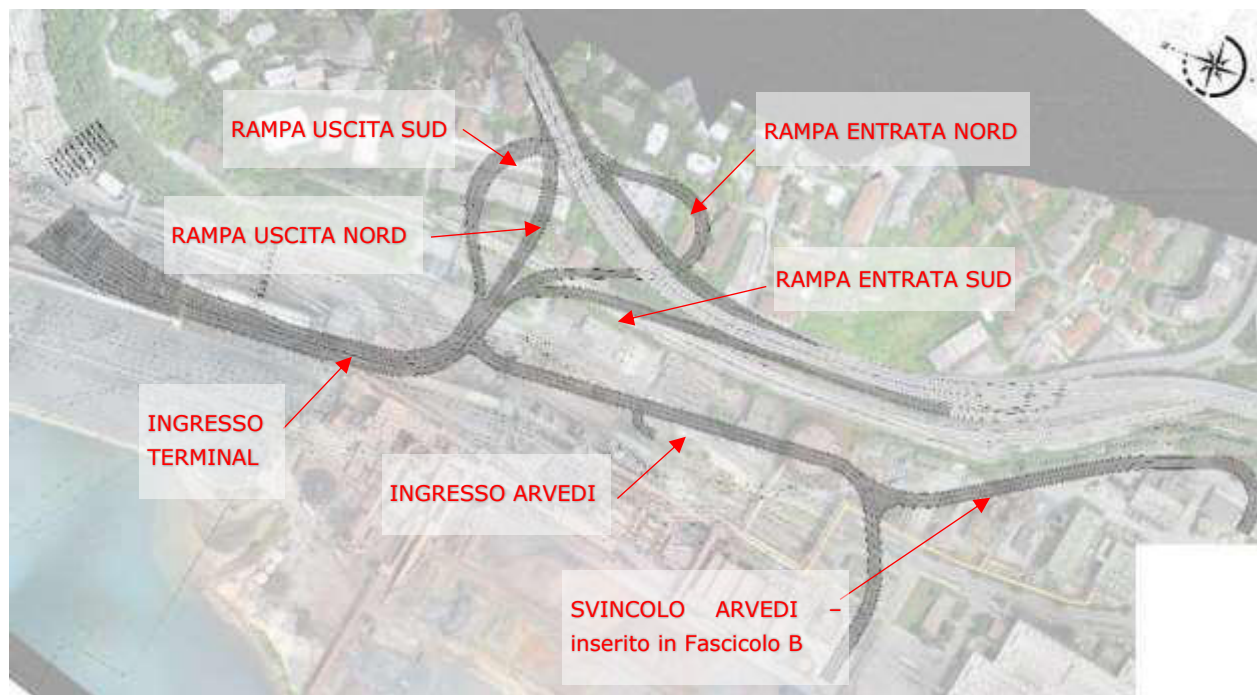 RAMPA USCITA SUD
RAMPA ENTRATA NORD
RAMPA USCITA NORD
RAMPA ENTRATA SUD
INGRESSO
TERMINAL
INGRESSO ARVEDI
SVINCOLO ARVEDI –
inserito in Fascicolo B